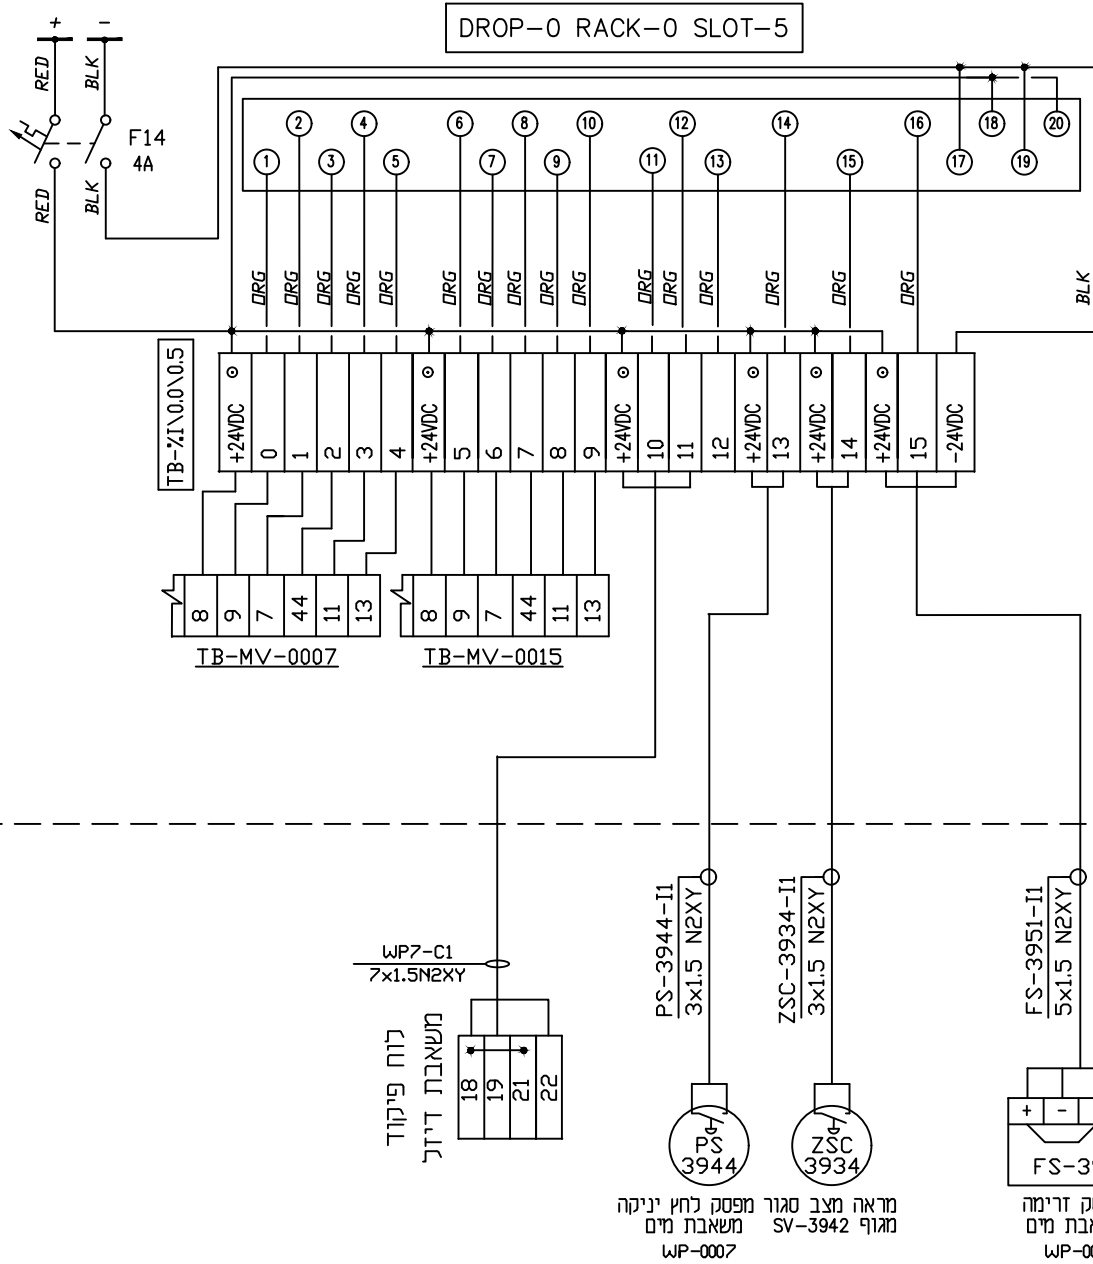 DROP-0 RACK-0 SLOT-5
+ -
RED BLK
F14
4A
RED BLK
2 4 6 8 10 12 14 16 18 20
1 3 5 7 9 11 13 15 17 19
ORG ORG ORG ORG ORG ORG ORG ORG ORG ORG ORG ORG ORG ORG ORG ORG BLK
TB-%I\0.0\0.5
+24VDC 0 1 2 3 4 +24VDC 5 6 7 8 9 +24VDC 10 11 12 +24VDC 13 +24VDC 14 +24VDC 15 -24VDC
8 9 7 44 11 13
TB-MV-0007
8 9 7 44 11 13
TB-MV-0015
WP7-C1
7x1.5N2XY
PS-3944-I1
3x1.5 N2XY
ZSC-3934-I1
3x1.5 N2XY
FS-3951-I1
5x1.5 N2XY
לוח פיקוד
משאבת דיזל
18 19 21 22
PS
3944
מפסק לחץ יניקה
משאבת מים
WP-0007
ZSC
3934
מראה מצב סגור
מגוף SV-3942
+ -
FS-3
זרימה
מים